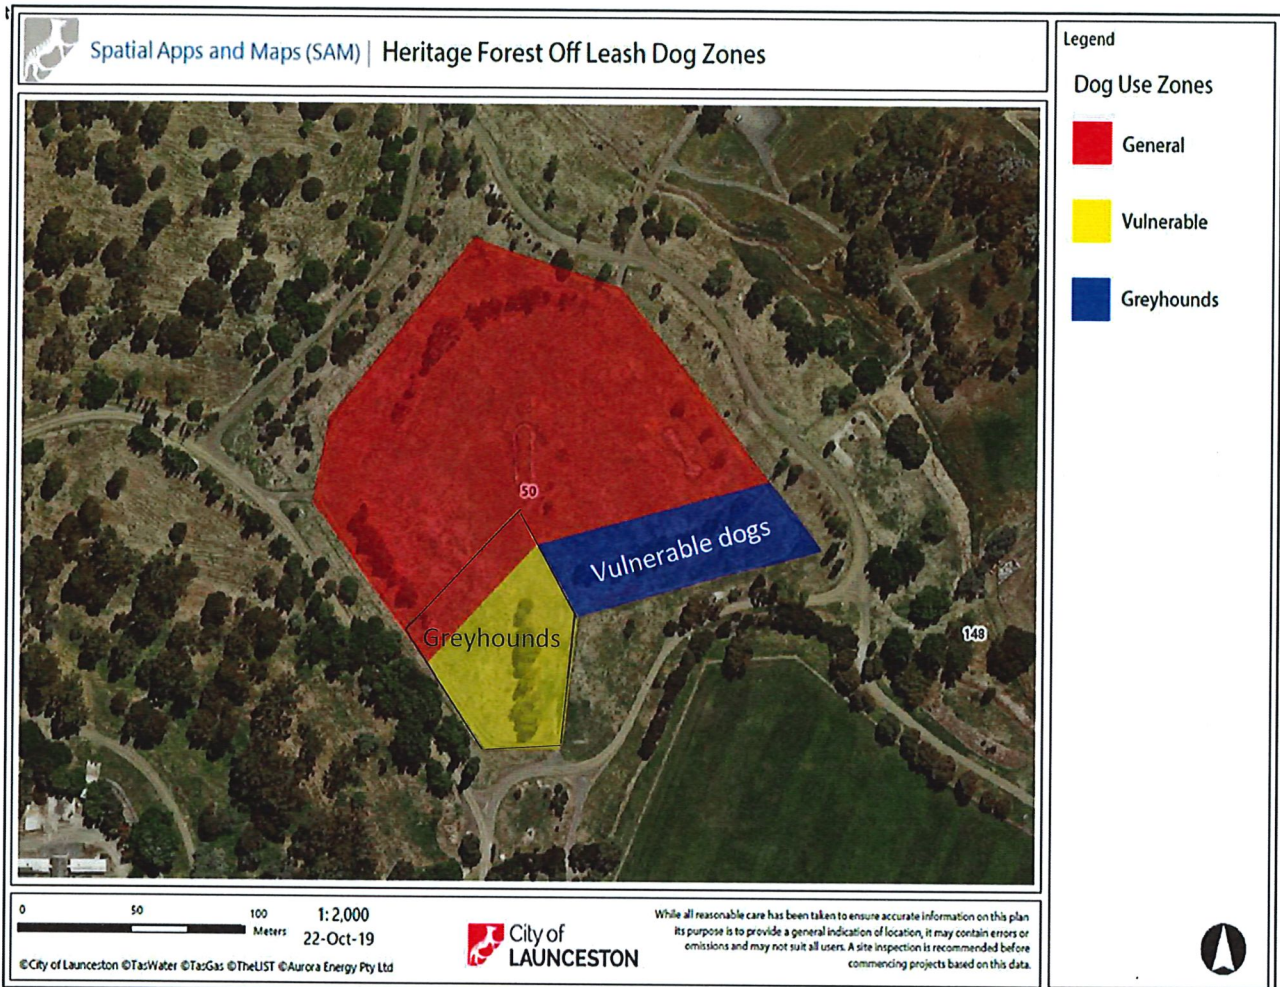 Spatial Apps and Maps (SAM) | Heritage Forest Off Leash Dog Zones
Legend
Dog Use Zones
General
Vulnerable
Greyhounds
50
Vulnerable dogs
Greyhounds
148
0 50 100
Meters
1: 2,000
22-Oct-19
©City of Launceston ©TasWater ©TasGas ©TheLIST ©Aurora Energy Pty Ltd
City of
LAUNCESTON
While all reasonable care has been taken to ensure accurate information on this plan
its purpose is to provide a general indication of location, it may contain errors or
omissions and may not suit all users. A site inspection is recommended before
commencing projects based on this data.